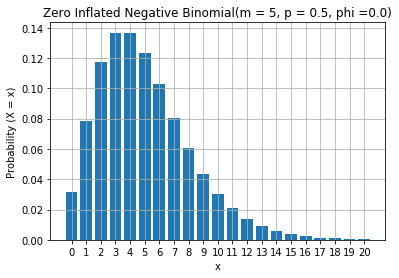 Zero Inflated Negative Binomial(m = 5, p = 0.5, phi =0.0)
0.14
0.12
0.10
0.08
0.06
0.04
0.02
0.00
Probability (X = x)
0 1 2 3 4 5 6 7 8 9 10 11 12 13 14 15 16 17 18 19 20
x